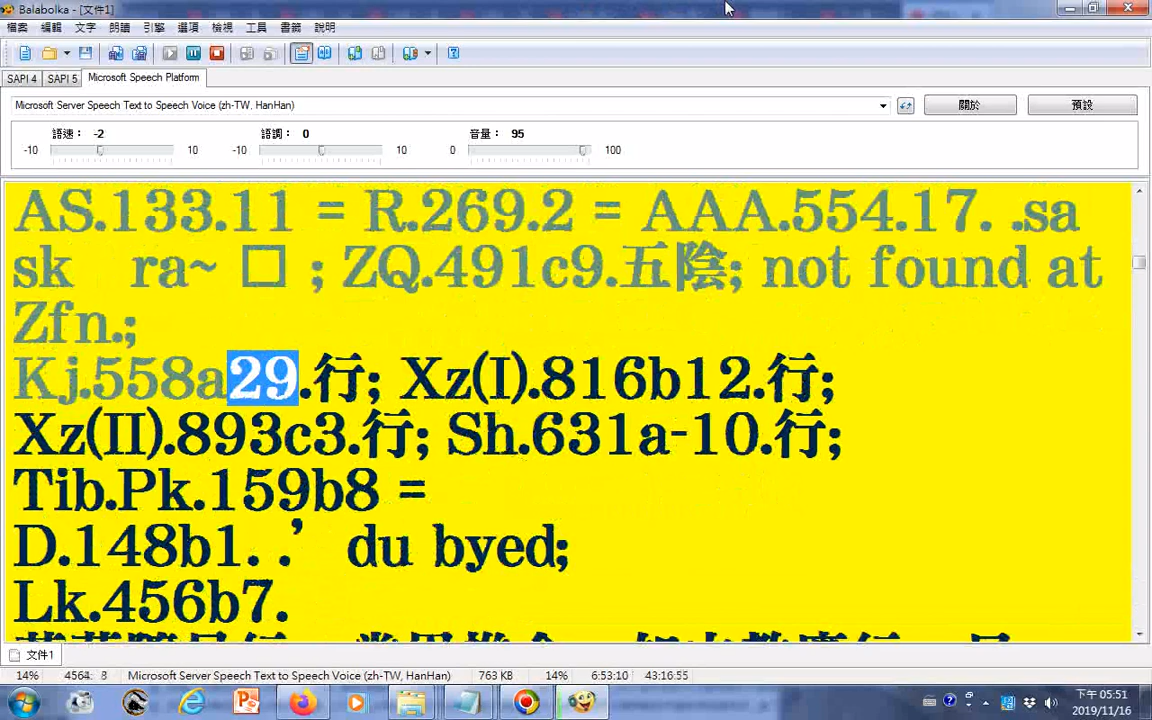 Balabolka - [文件1]
檔案 編輯 文字 朗讀 引擎 選項 檢視 工具 書籤 說明
SAPI 4 SAPI 5 Microsoft Speech Platform
Microsoft Server Speech Text to Speech Voice (zh-TW, HanHan) 關於 預設
語速： -2 語調： 0 音量： 95
-10 10 -10 10 0 100
AS.133.11 = R.269.2 = AAA.554.17. .sa
sk ra~ □ ; ZQ.491c9.五陰; not found at
Zfn.;
Kj.558a29.行; Xz(I).816b12.行;
Xz(II).893c3.行; Sh.631a-10.行;
Tib.Pk.159b8 =
D.148b1. .’ du byed;
Lk.456b7.
文件1
14% 4564: 8 Microsoft Server Speech Text to Speech Voice (zh-TW, HanHan) 763 KB 14% 6:53:10 43:16:55
下午 05:51
2019/11/16